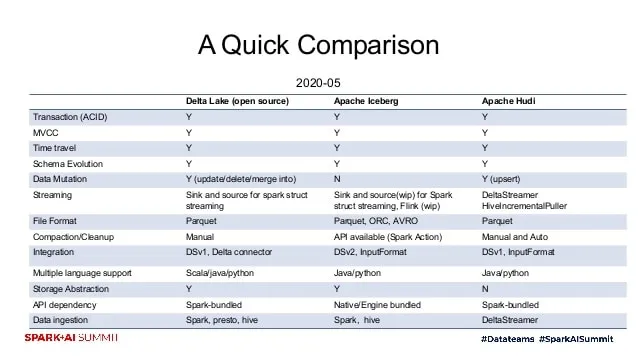 A Quick Comparison
2020-05
Delta Lake (open source) Apache Iceberg Apache Hudi
Transaction (ACID) Y Y Y
MVCC Y Y Y
Time travel Y Y Y
Schema Evolution Y Y Y
Data Mutation Y (update/delete/merge into) N Y (upsert)
Streaming Sink and source for spark struct streaming Sink and source(wip) for Spark struct streaming, Flink (wip) DeltaStreamer HiveIncrementalPuller
File Format Parquet Parquet, ORC, AVRO Parquet
Compaction/Cleanup Manual API available (Spark Action) Manual and Auto
Integration DSv1, Delta connector DSv2, InputFormat DSv1, InputFormat
Multiple language support Scala/java/python Java/python Java/python
Storage Abstraction Y Y N
API dependency Spark-bundled Native/Engine bundled Spark-bundled
Data ingestion Spark, presto, hive Spark, hive DeltaStreamer
SPARK+AI SUMMIT #Datateams #SparkAISummit